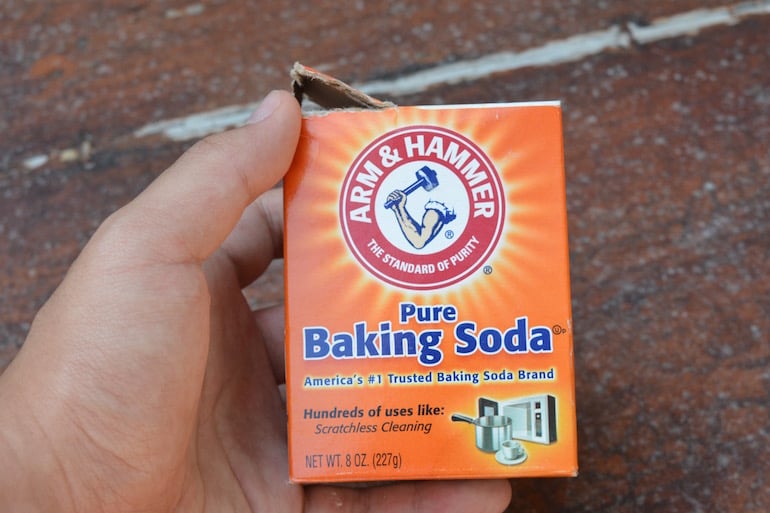 ARM & HAMMER
THE STANDARD OF PURITY
®
®
Pure
Baking Soda
America's #1 Trusted Baking Soda Brand
Hundreds of uses like:
Scratchless Cleaning
NET WT. 8 OZ. (227g)